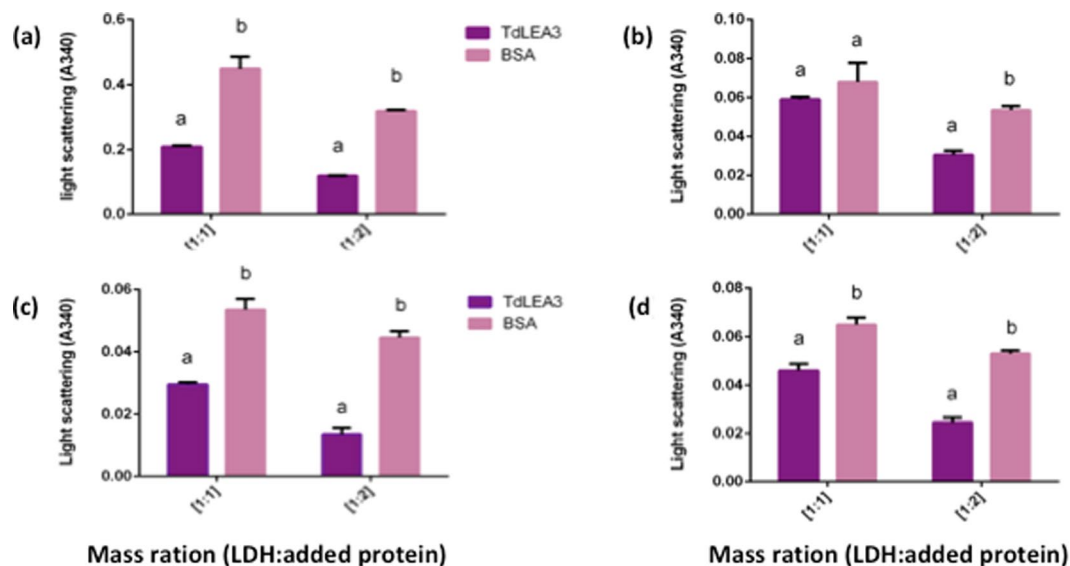 (a)
light scattering (A340)
0.6
0.4
0.2
0.0
a
b
a
b
[1:1]
[1:2]
TdLEA3
BSA
(b)
Light scattering (A340)
0.10
0.08
0.06
0.04
0.02
0.00
a
a
a
b
[1:1]
[1:2]
(c)
Light scattering (A340)
0.06
0.04
0.02
0.00
a
b
a
b
[1:1]
[1:2]
TdLEA3
BSA
Mass ration (LDH:added protein)
(d)
Light scattering (A340)
0.08
0.06
0.04
0.02
0.00
a
b
a
b
[1:1]
[1:2]
Mass ration (LDH:added protein)